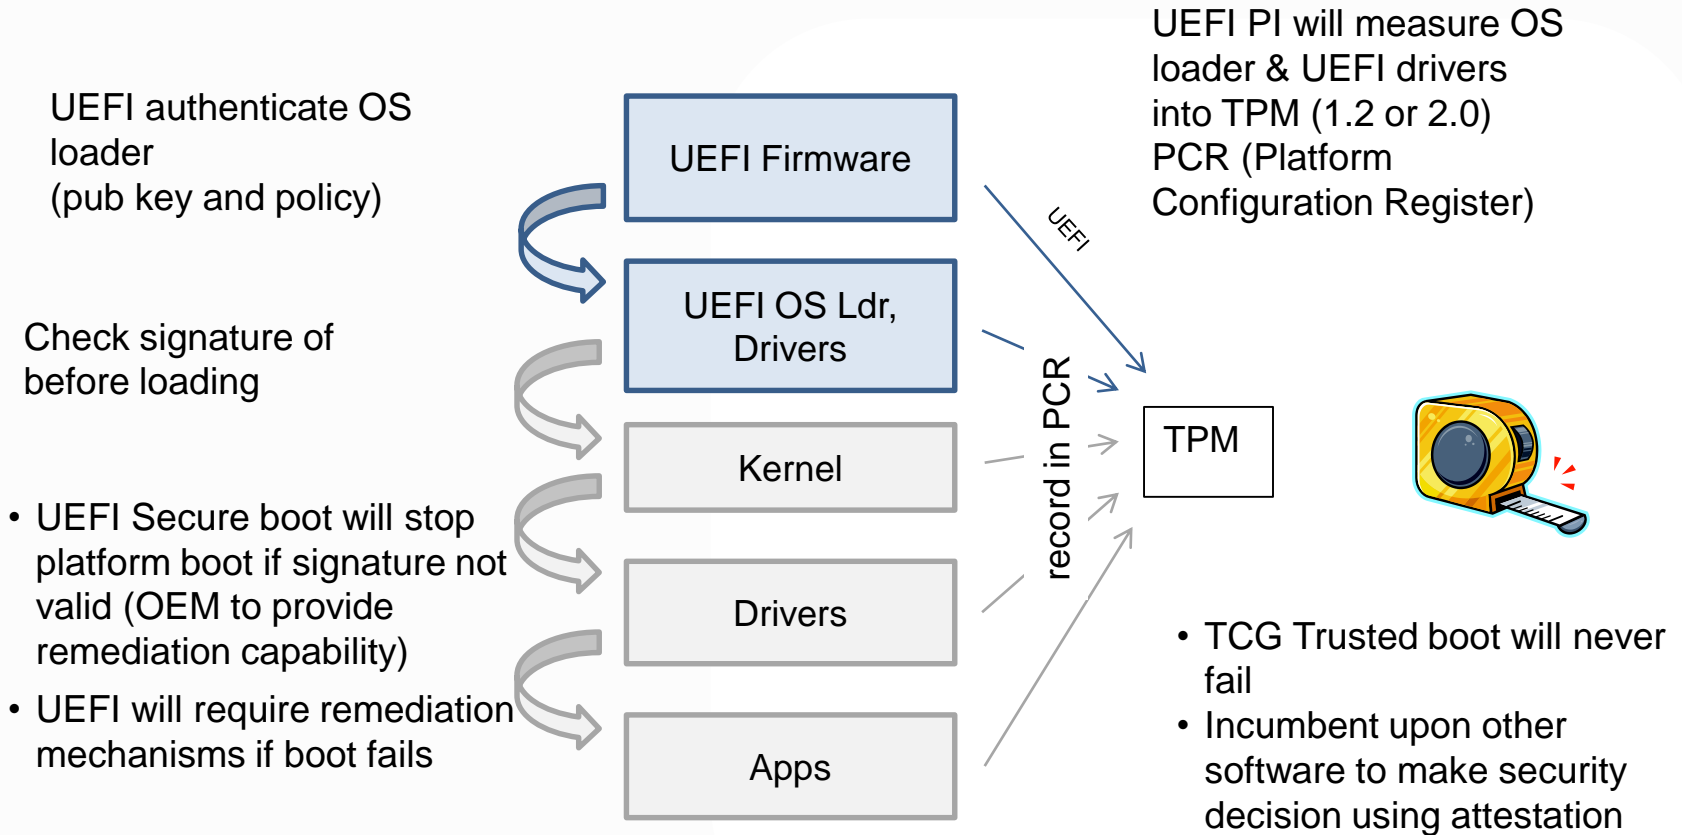 UEFI authenticate OS
loader
(pub key and policy)
Check signature of
before loading
• UEFI Secure boot will stop
platform boot if signature not
valid (OEM to provide
remediation capability)
• UEFI will require remediation
mechanisms if boot fails
UEFI Firmware
UEFI OS Ldr,
Drivers
Kernel
Drivers
Apps
UEFI
record in PCR
TPM
UEFI PI will measure OS
loader & UEFI drivers
into TPM (1.2 or 2.0)
PCR (Platform
Configuration Register)
• TCG Trusted boot will never
fail
• Incumbent upon other
software to make security
decision using attestation